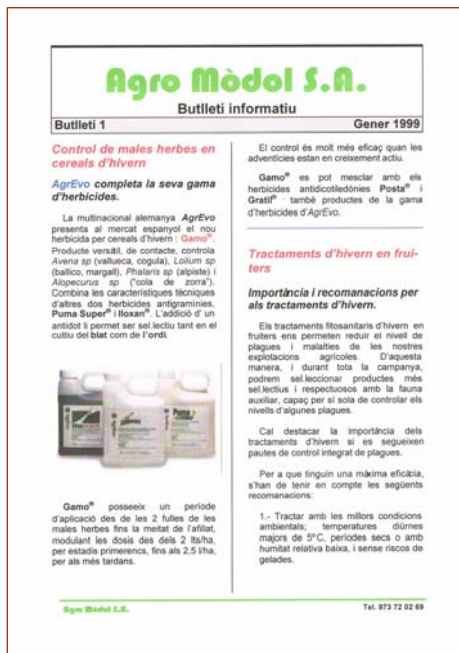 Agro Mòdol S.A.
Butlletí informatiu
Butlletí 1
Gener 1999
Control de males herbes en
cereals d'hivern
AgrEvo completa la seva gama
d'herbicides.
La multinacional alemanya AgrEvo
presenta al mercat espanyol el nou
herbicida per cereals d'hivern : Gamo®.
Producte versàtil, de contacte, controla
Avena sp (vallueca, cogula), Lolium sp
(ballico, margall), Phalaris sp (alpiste) i
Alopecurus sp ("cola de zorra").
Combina les característiques tècniques
d'altres dos herbicides antigramínies,
Puma Super® i Iloxan®. L'addició d' un
antídot li permet ser sel.lectiu tant en el
cultiu del blat com de l'ordi.
Puma
Gamo® posseeix un període
d'aplicació des de les 2 fulles de les
males herbes fins la meitat de l'afillat,
modulant les dosis des dels 2 lts/ha,
per estadis primerencs, fins als 2,5 l/ha,
per als més tardans.
El control és molt més eficaç quan les
adventícies estan en creixement actiu.
Gamo® es pot mesclar amb els
herbicides antidicotiledònies Posta® i
Gratil® · també productes de la gama
d'herbicides d'AgrEvo.
Tractaments d'hivern en frui-
ters
Importància i recomanacions per
als tractaments d'hivern.
Els tractaments fitosanitaris d'hivern en
fruiters ens permeten reduir el nivell de
plagues i malalties de les nostres
explotacions agrícoles. D'aquesta
manera, i durant tota la campanya,
podrem sel.leccionar productes més
sel.lectius i respectuosos amb la fauna
auxiliar, capaç per si sola de controlar els
nivells d'algunes plagues.
Cal destacar la importància dels
tractaments d'hivern si es segueixen
pautes de control integrat de plagues.
Per a que tinguin una màxima eficàcia,
s'han de tenir en compte les següents
recomanacions:
1.- Tractar amb les millors condicions
ambientals; temperatures diürnes
majors de 5°C, períodes secs o amb
humitat relativa baixa, i sense riscos de
gelades.
Agro Mòdol S.A.
Tel. 973 72 02 69